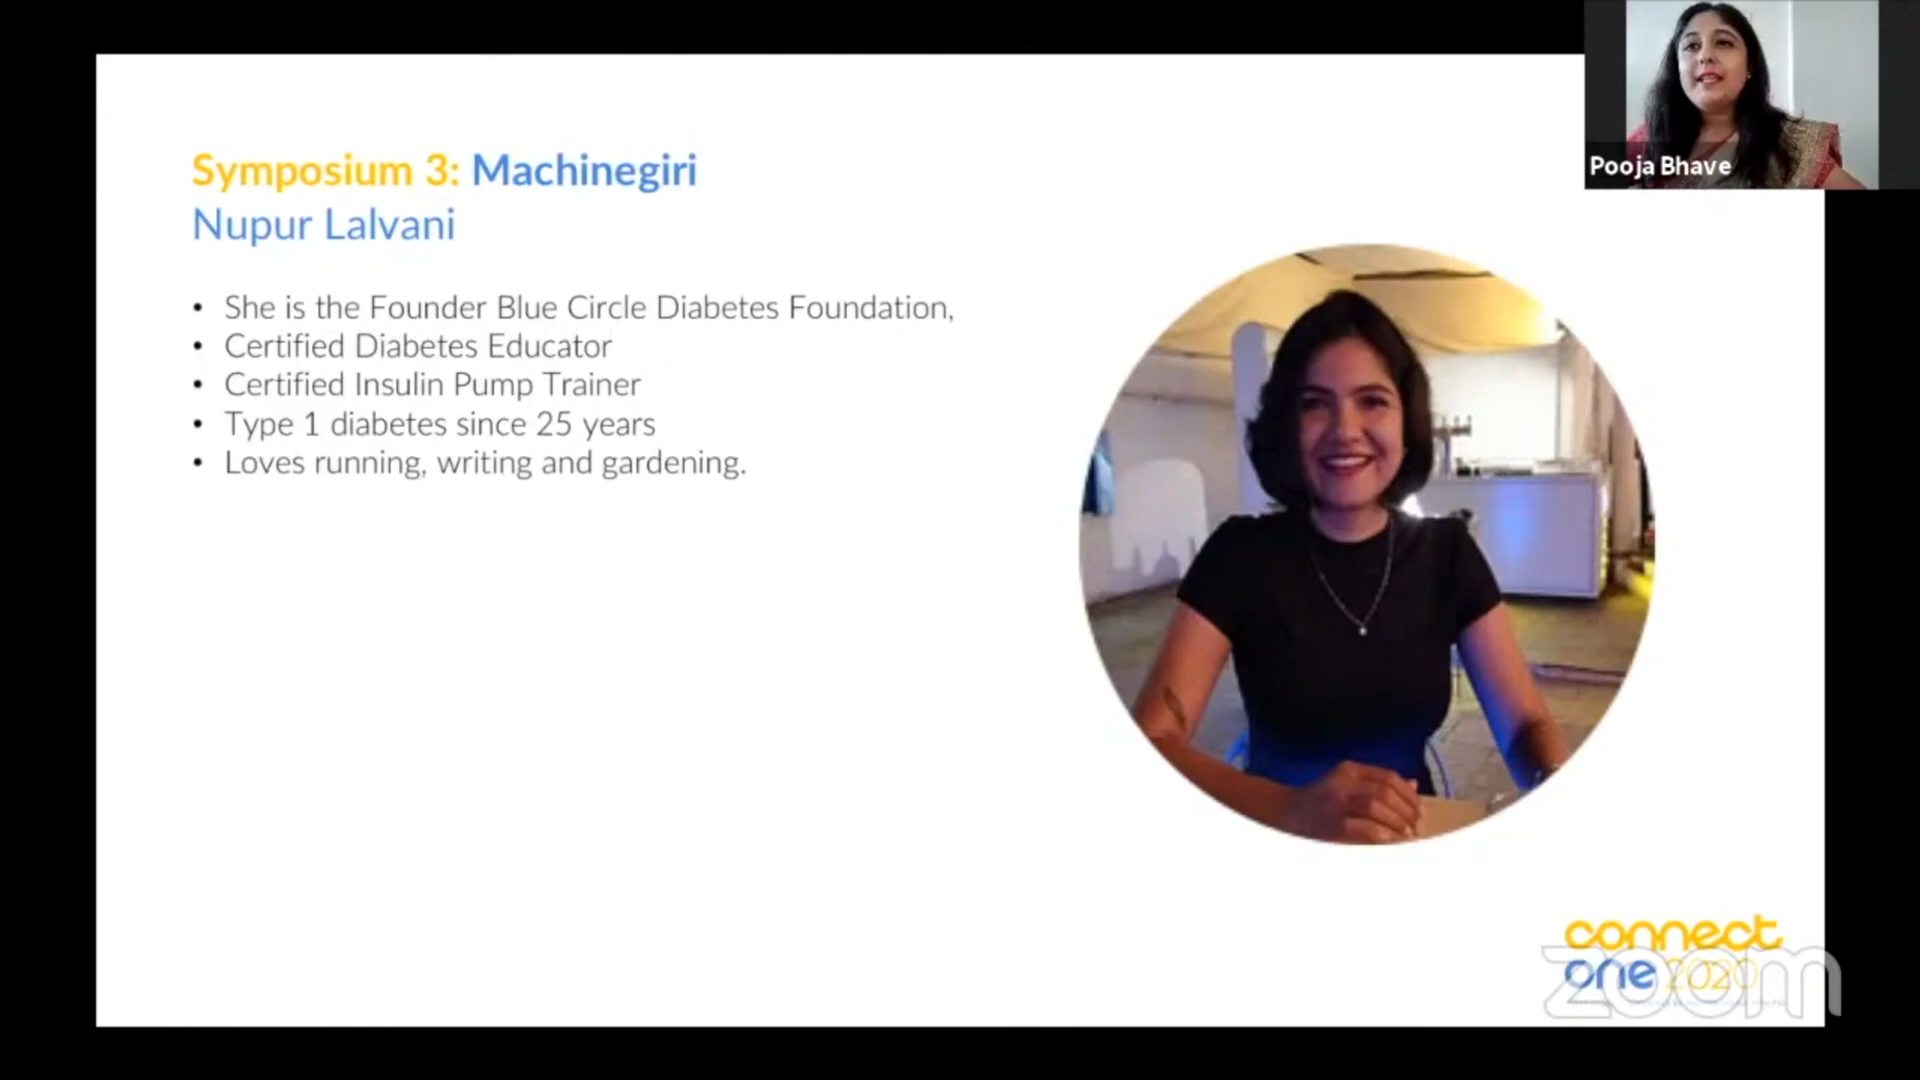 Symposium 3: Machinegiri
Nupur Lalvani
• She is the Founder Blue Circle Diabetes Foundation,
• Certified Diabetes Educator
• Certified Insulin Pump Trainer
• Type 1 diabetes since 25 years
• Loves running, writing and gardening.
Pooja Bhave
connect
one 2020
zoom